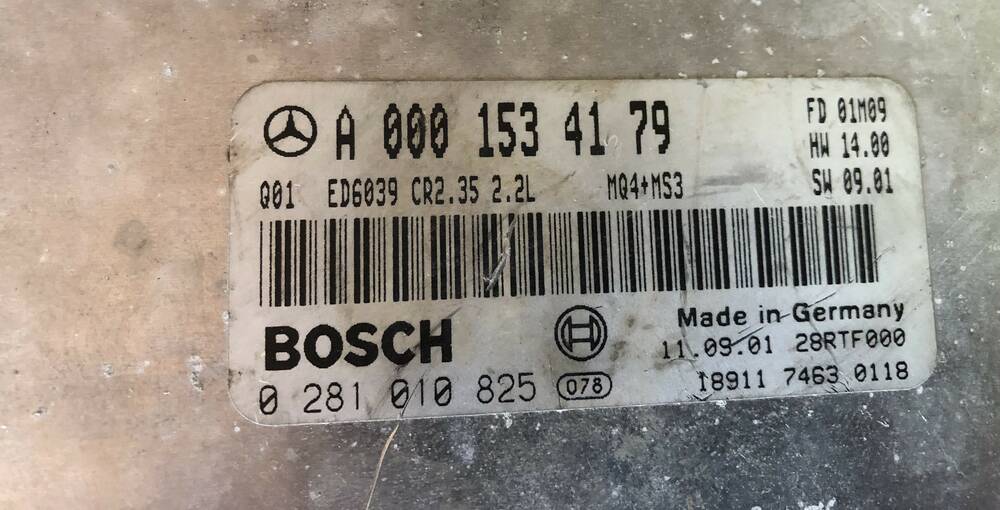 A 000 153 41 79
FD 01M09
HW 14.00
SW 09.01
Q01 ED6039 CR2.35 2.2L MQ4+MS3
BOSCH
Made in Germany
11.09.01 28RTF000
0 281 010 825 078
18911 7463 0118